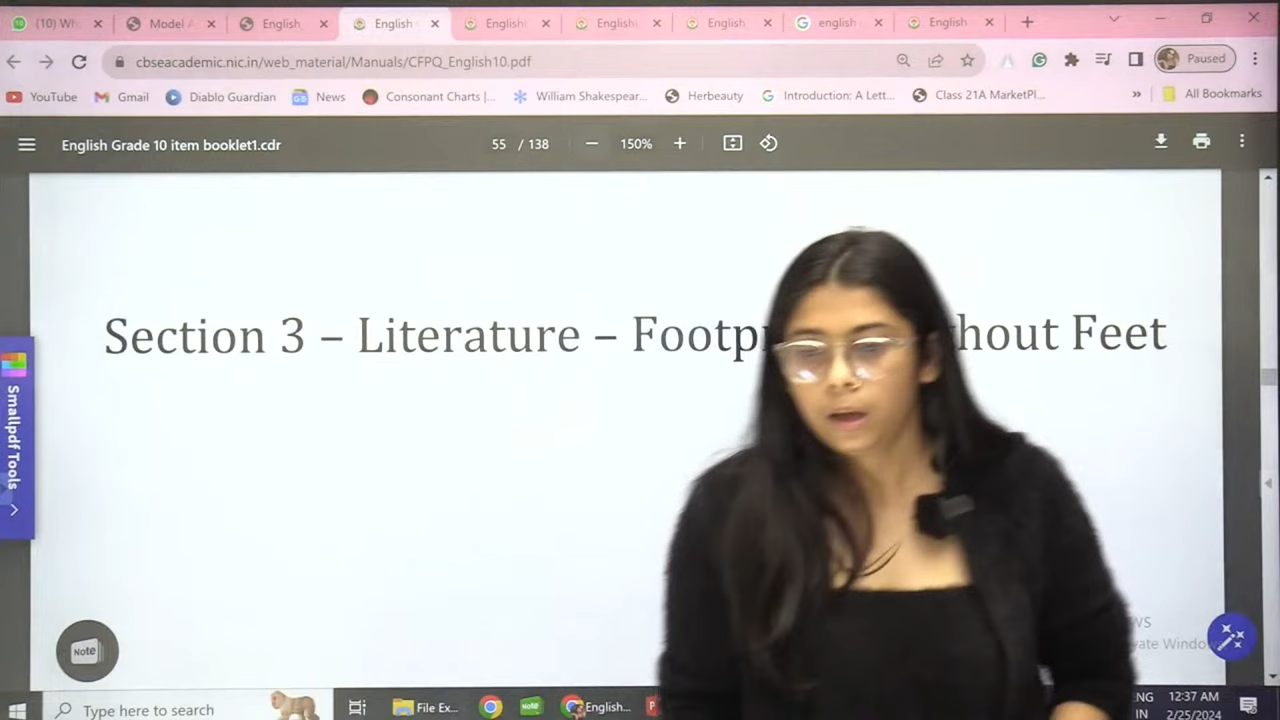 (10) Wh
Model A
English
English
English
English
English
english
English
cbseacademic.nic.in/web_material/Manuals/CFPQ_English10.pdf
Paused
YouTube
Gmail
Diablo Guardian
News
Consonant Charts |...
William Shakespear...
Herbeauty
Introduction: A Lett...
Class 21A MarketPl...
»
All Bookmarks
English Grade 10 item booklet1.cdr
55 / 138
150%
Section 3 – Literature – Footp hout Feet
Smallpdf Tools
Note
Type here to search
File Ex...
Note
English...
ENG
IN
12:37 AM
2/25/2024